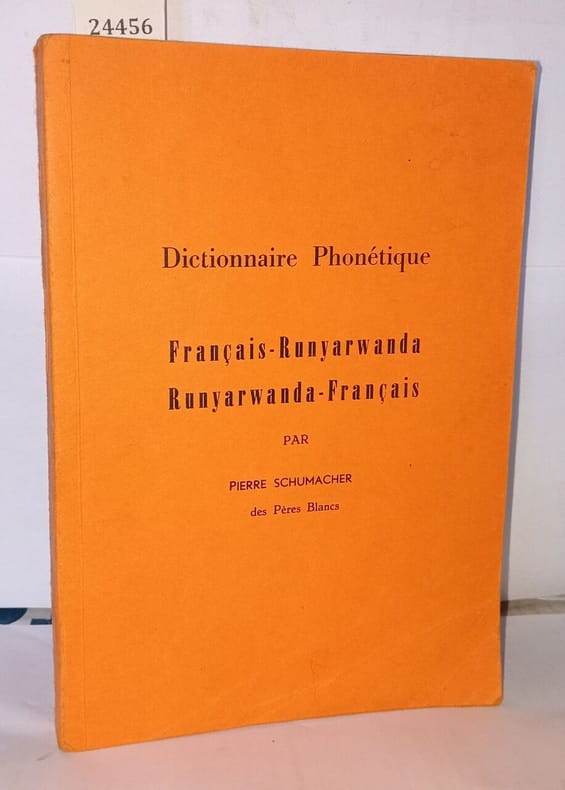 24456
Dictionnaire Phonétique
Français-Runyarwanda
Runyarwanda-Français
PAR
PIERRE SCHUMACHER
des Pères Blancs